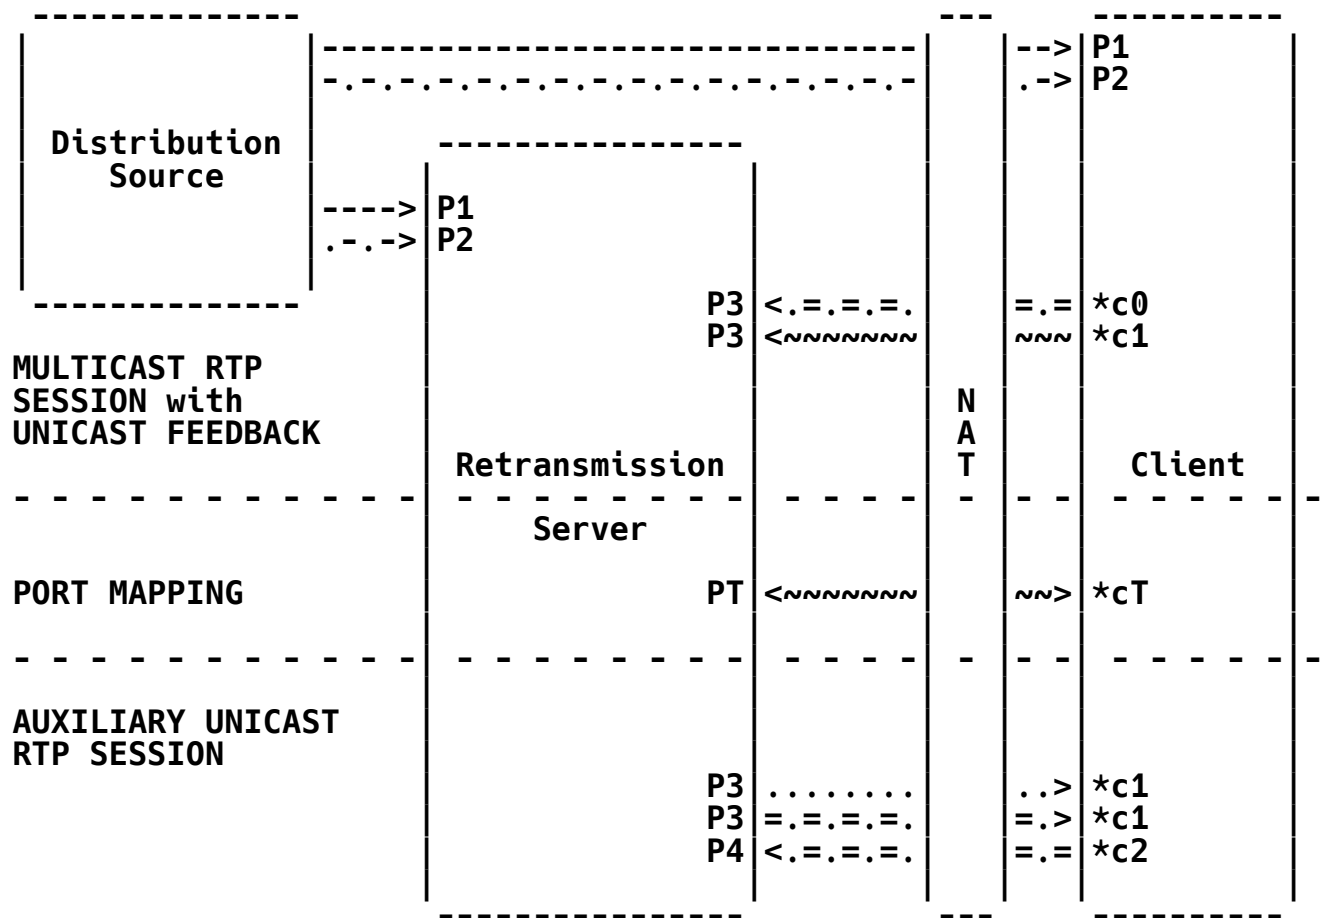 P1
P2
Distribution
Source
P1
P2
P3 <.=.=.=. =.= *c0
P3 <~~~~~~~ ~~~ *c1
MULTICAST RTP
SESSION with
UNICAST FEEDBACK
N
A
T
Retransmission
Client
Server
PORT MAPPING
PT <~~~~~~~ ~~> *cT
AUXILIARY UNICAST
RTP SESSION
P3 ........ ..> *c1
P3 =.=.=.=. =.> *c1
P4 <.=.=.=. =.= *c2